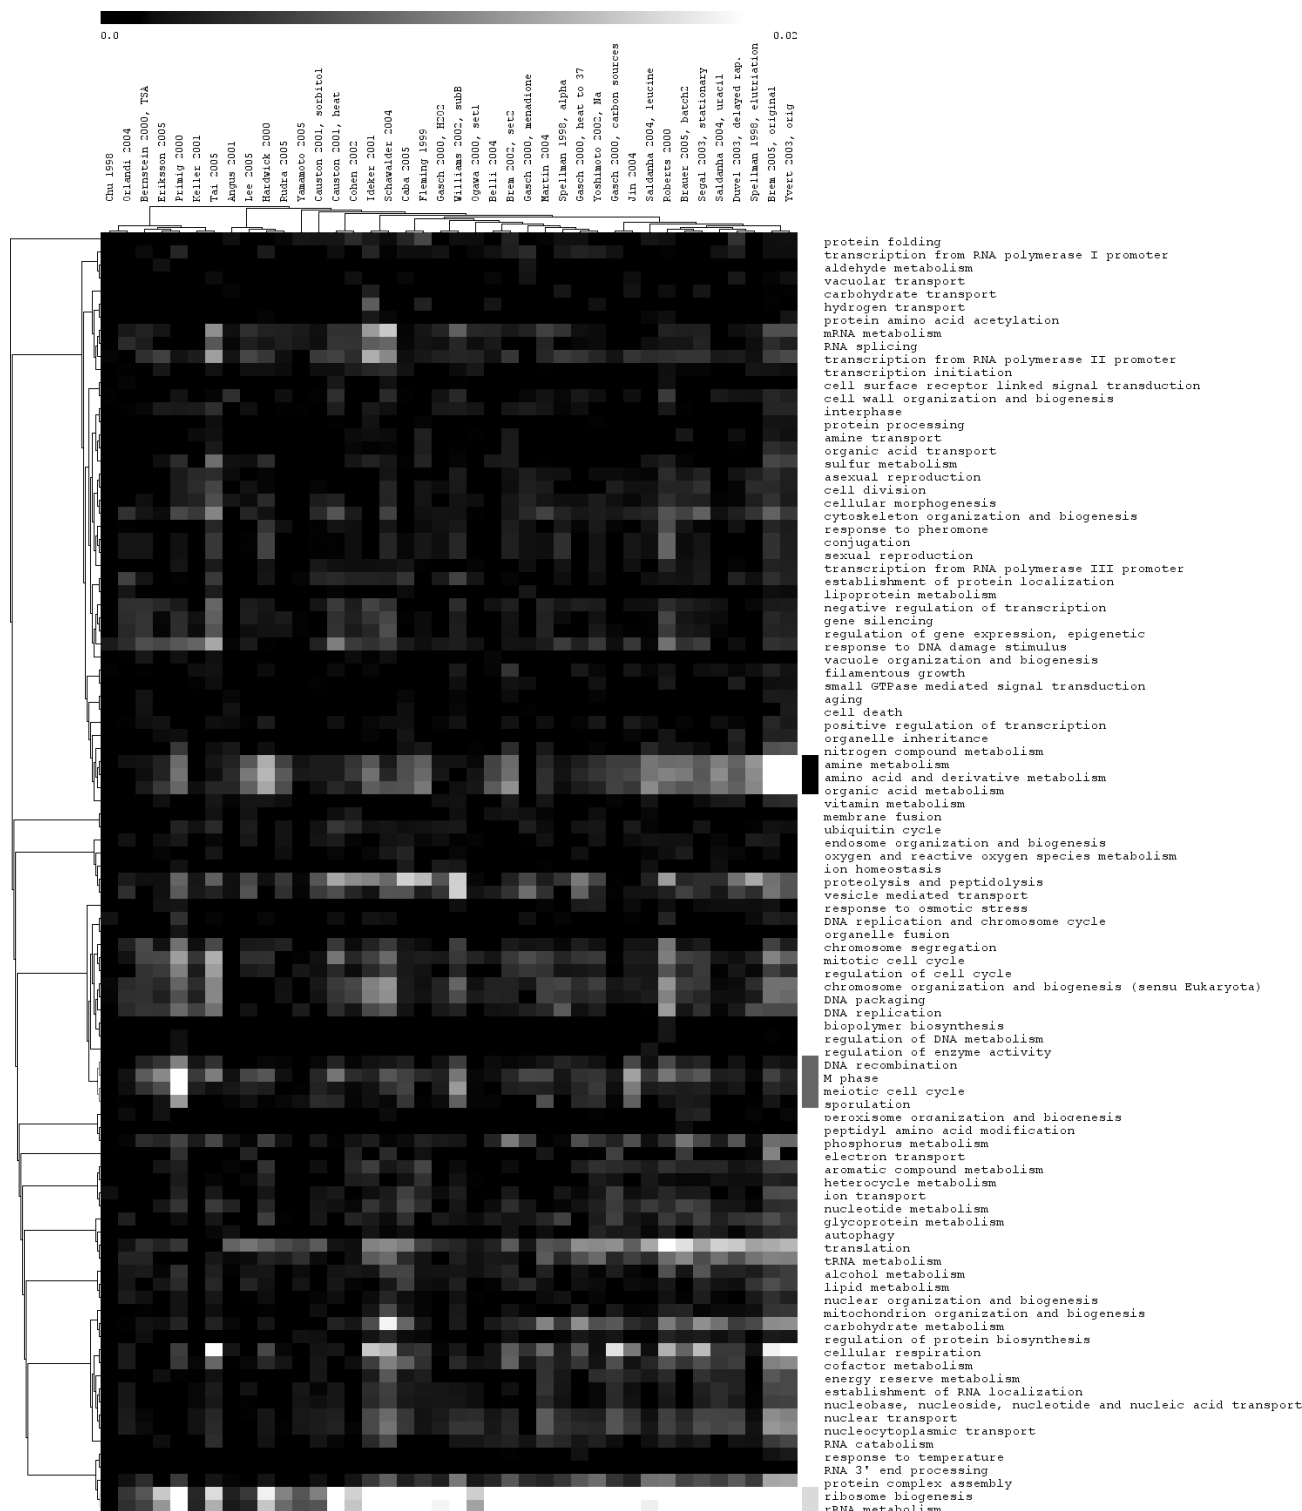 0.0
0.02
Chu 1998
Orlandi 2004
Bernstein 2000, TSA
Eriksson 2005
Primig 2000
Keller 2001
Tai 2005
Angus 2001
Lee 2005
Hardwick 2000
Rudra 2005
Yamamoto 2005
Causton 2001, sorbitol
Causton 2001, heat
Cohen 2002
Ideker 2001
Schawalder 2004
Caba 2005
Fleming 1999
Gasch 2000, H2O2
Williams 2002, subB
Ogawa 2000, set1
Belli 2004
Brem 2002, set2
Gasch 2000, menadione
Martin 2004
Spellman 1998, alpha
Gasch 2000, heat to 37
Yoshimoto 2002, Na
Gasch 2000, carbon sources
Jin 2004
Saldanha 2004, leucine
Roberts 2000
Brauer 2005, batch2
Segal 2003, stationary
Saldanha 2004, uracil
Duvel 2003, delayed rap.
Spellman 1998, elutriation
Brem 2005, original
Yvert 2003, orig
protein folding
transcription from RNA polymerase I promoter
aldehyde metabolism
vacuolar transport
carbohydrate transport
hydrogen transport
protein amino acid acetylation
mRNA metabolism
RNA splicing
transcription from RNA polymerase II promoter
transcription initiation
cell surface receptor linked signal transduction
cell wall organization and biogenesis
interphase
protein processing
amine transport
organic acid transport
sulfur metabolism
asexual reproduction
cell division
cellular morphogenesis
cytoskeleton organization and biogenesis
response to pheromone
conjugation
sexual reproduction
transcription from RNA polymerase III promoter
establishment of protein localization
lipoprotein metabolism
negative regulation of transcription
gene silencing
regulation of gene expression, epigenetic
response to DNA damage stimulus
vacuole organization and biogenesis
filamentous growth
small GTPase mediated signal transduction
aging
cell death
positive regulation of transcription
organelle inheritance
nitrogen compound metabolism
amine metabolism
amino acid and derivative metabolism
organic acid metabolism
vitamin metabolism
membrane fusion
ubiquitin cycle
endosome organization and biogenesis
oxygen and reactive oxygen species metabolism
ion homeostasis
proteolysis and peptidolysis
vesicle mediated transport
response to osmotic stress
DNA replication and chromosome cycle
organelle fusion
chromosome segregation
mitotic cell cycle
regulation of cell cycle
chromosome organization and biogenesis (sensu Eukaryota)
DNA packaging
DNA replication
biopolymer biosynthesis
regulation of DNA metabolism
regulation of enzyme activity
DNA recombination
M phase
meiotic cell cycle
sporulation
peroxisome organization and biogenesis
peptidyl amino acid modification
phosphorus metabolism
electron transport
aromatic compound metabolism
heterocycle metabolism
ion transport
nucleotide metabolism
glycoprotein metabolism
autophagy
translation
tRNA metabolism
alcohol metabolism
lipid metabolism
nuclear organization and biogenesis
mitochondrion organization and biogenesis
carbohydrate metabolism
regulation of protein biosynthesis
cellular respiration
cofactor metabolism
energy reserve metabolism
establishment of RNA localization
nucleobase, nucleoside, nucleotide and nucleic acid transport
nuclear transport
nucleocytoplasmic transport
RNA catabolism
response to temperature
RNA 3' end processing
protein complex assembly
ribosome biogenesis
rRNA metabolism